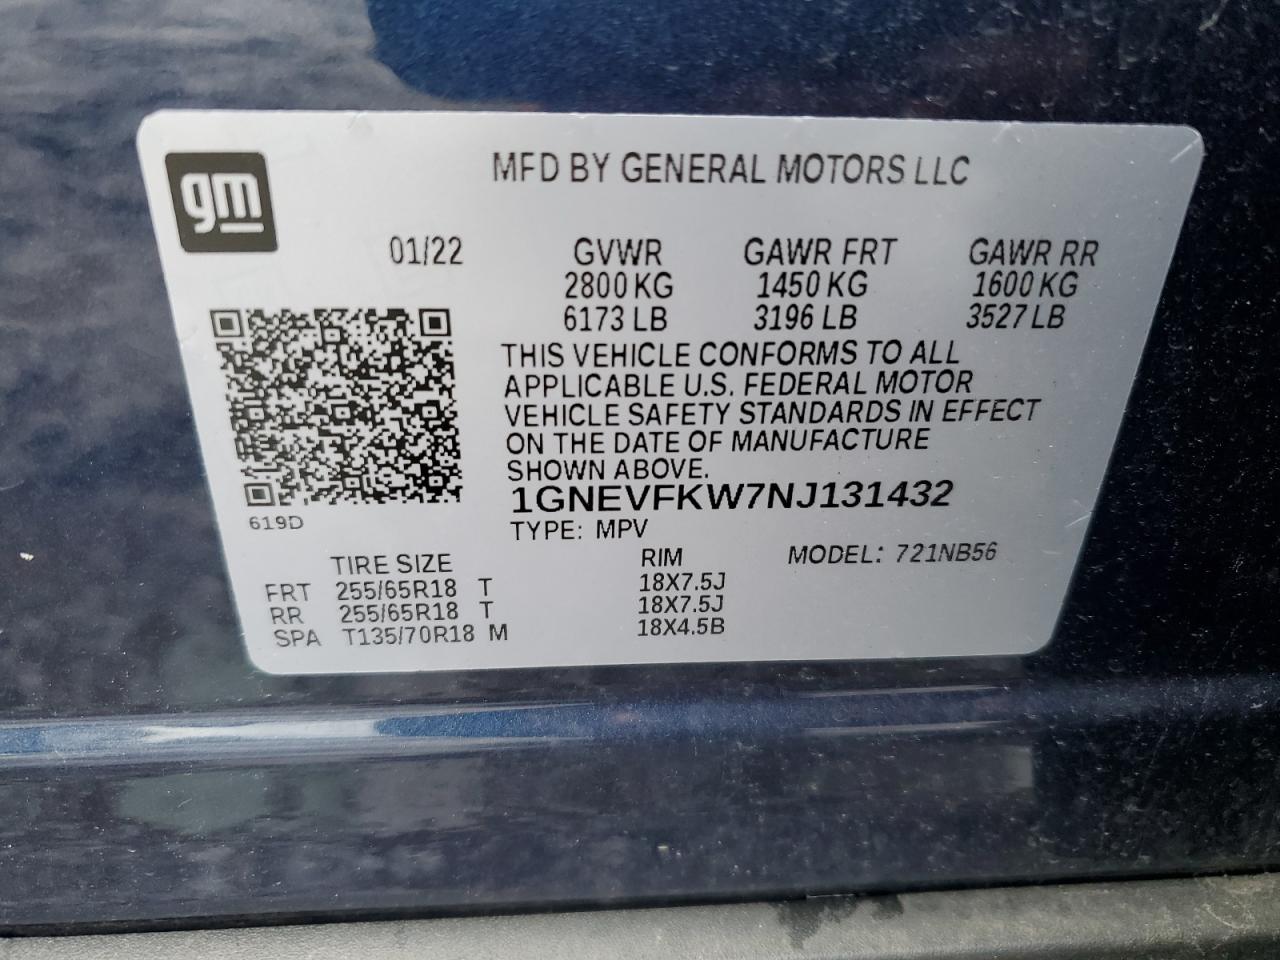 gm
MFD BY GENERAL MOTORS LLC
01/22 GVWR GAWR FRT GAWR RR
2800 KG 1450 KG 1600 KG
6173 LB 3196 LB 3527 LB
THIS VEHICLE CONFORMS TO ALL
APPLICABLE U.S. FEDERAL MOTOR
VEHICLE SAFETY STANDARDS IN EFFECT
ON THE DATE OF MANUFACTURE
SHOWN ABOVE.
1GNEVFKW7NJ131432
619D
TYPE: MPV
TIRE SIZE RIM MODEL: 721NB56
FRT 255/65R18 T 18X7.5J
RR 255/65R18 T 18X7.5J
SPA T135/70R18 M 18X4.5B